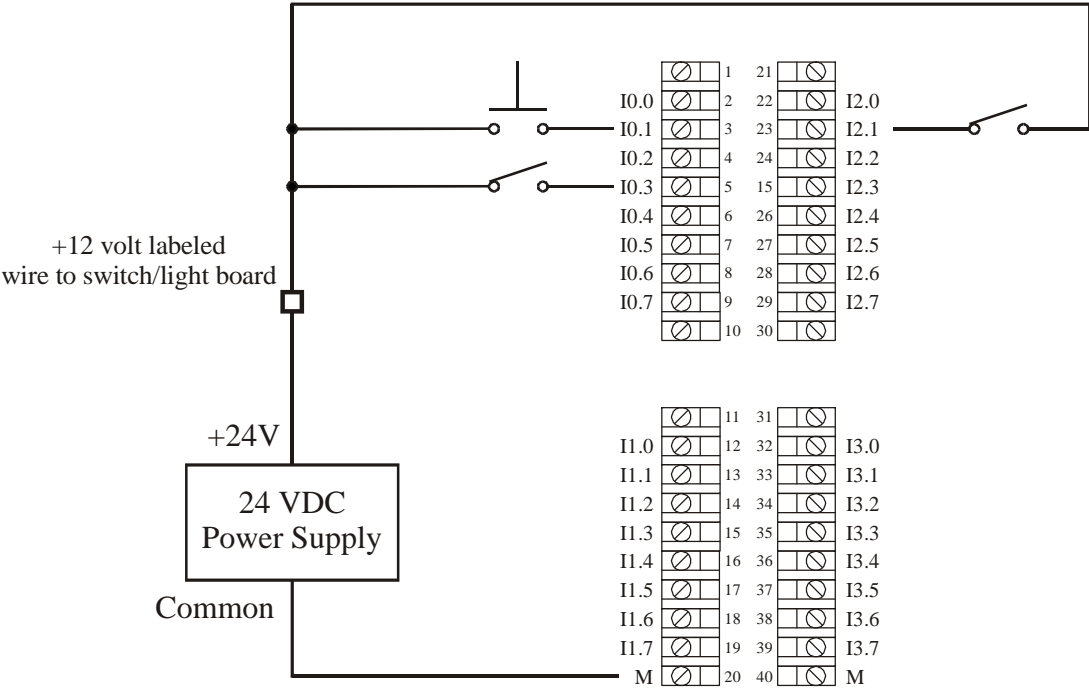 1 21
I0.0 2 22 I2.0
I0.1 3 23 I2.1
I0.2 4 24 I2.2
I0.3 5 15 I2.3
I0.4 6 26 I2.4
I0.5 7 27 I2.5
I0.6 8 28 I2.6
I0.7 9 29 I2.7
10 30
+12 volt labeled
wire to switch/light board
+24V
24 VDC
Power Supply
Common
11 31
I1.0 12 32 I3.0
I1.1 13 33 I3.1
I1.2 14 34 I3.2
I1.3 15 35 I3.3
I1.4 16 36 I3.4
I1.5 17 37 I3.5
I1.6 18 38 I3.6
I1.7 19 39 I3.7
M 20 40 M